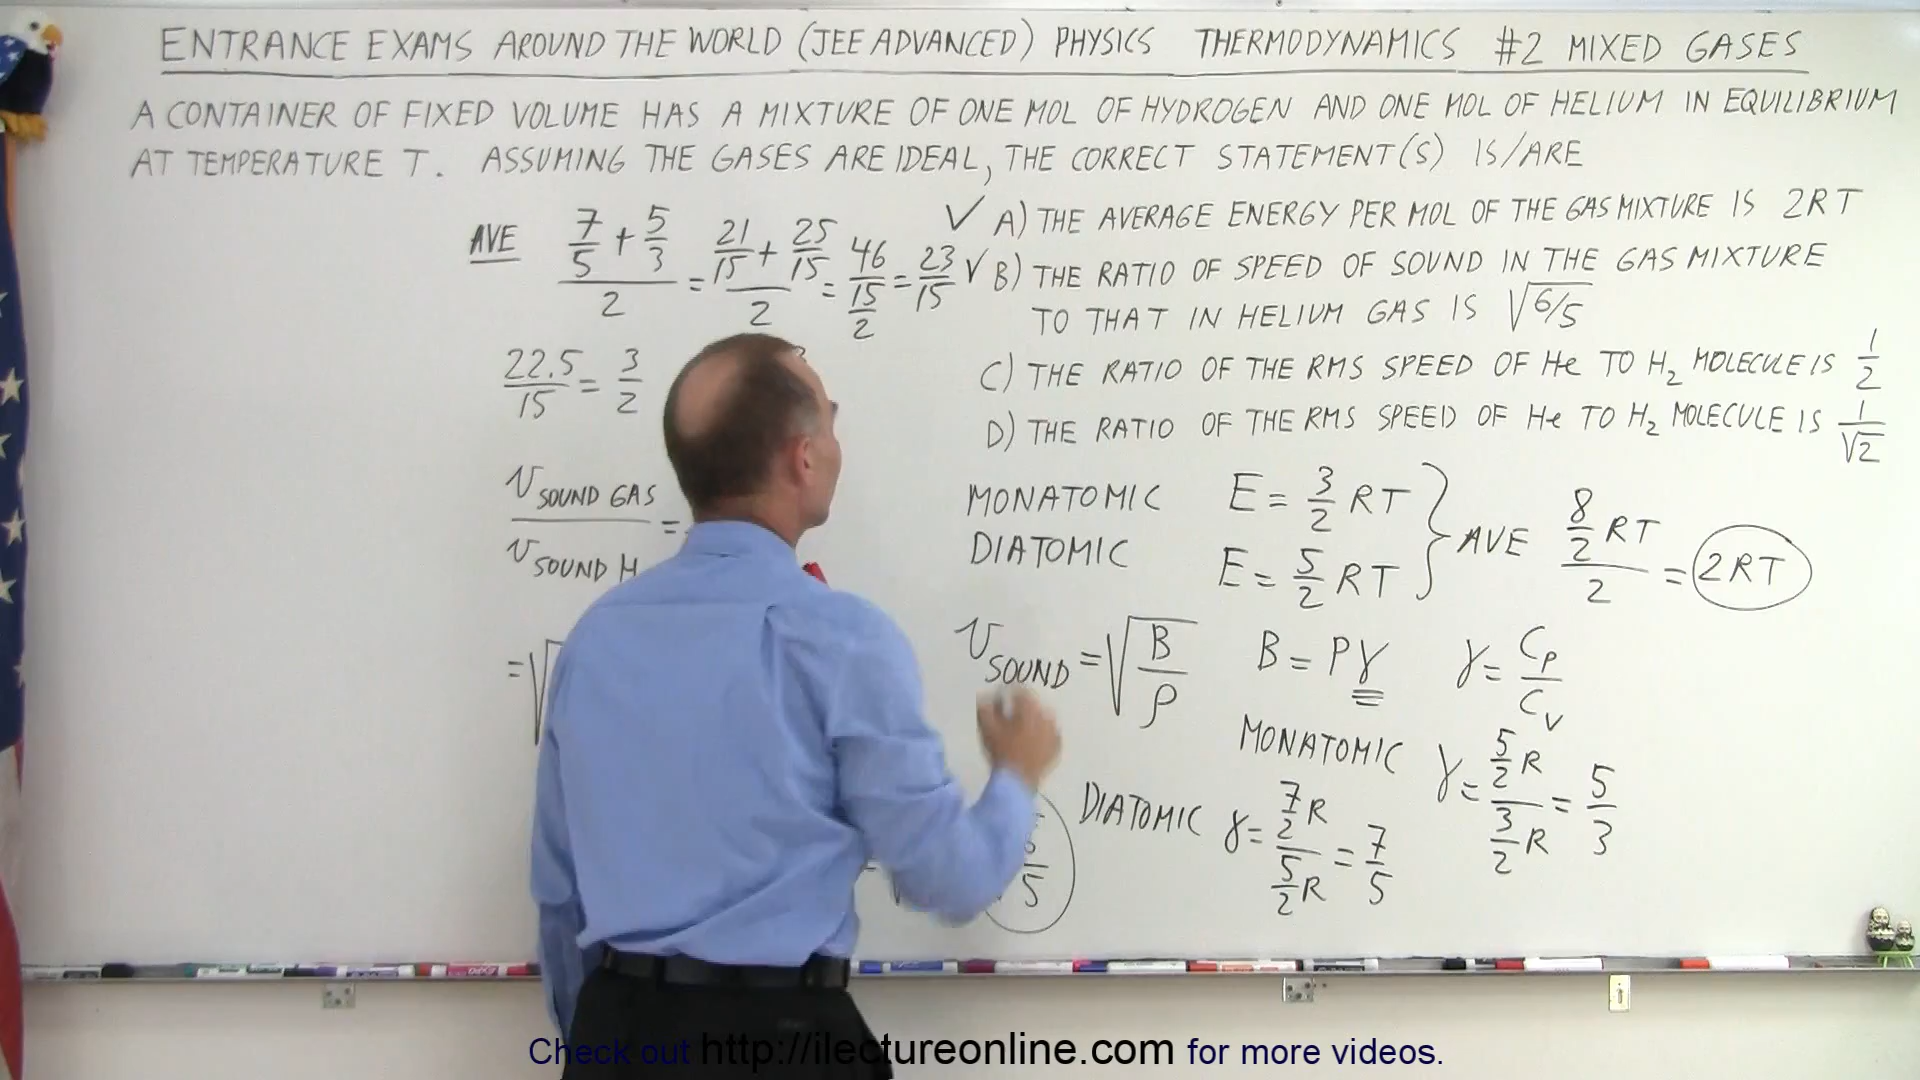 ENTRANCE EXAMS AROUND THE WORLD (JEE ADVANCED) PHYSICS THERMODYNAMICS #2 MIXED GASES
A CONTAINER OF FIXED VOLUME HAS A MIXTURE OF ONE MOL OF HYDROGEN AND ONE MOL OF HELIUM IN EQUILIBRIUM
AT TEMPERATURE T. ASSUMING THE GASES ARE IDEAL, THE CORRECT STATEMENT(S) IS/ARE
✓ A) THE AVERAGE ENERGY PER MOL OF THE GAS MIXTURE IS 2RT
✓ B) THE RATIO OF SPEED OF SOUND IN THE GAS MIXTURE
TO THAT IN HELIUM GAS IS √6/5
C) THE RATIO OF THE RMS SPEED OF He TO H₂ MOLECULE IS 1/2
D) THE RATIO OF THE RMS SPEED OF He TO H₂ MOLECULE IS 1/√2
AVE (7/5 + 5/3)/2 = (21/15 + 25/15)/2 = (46/15)/2 = 23/15
22.5/15 = 3/2
V SOUND GAS / V SOUND H =
= √
MONATOMIC E = 3/2 RT
DIATOMIC E = 5/2 RT
} AVE (8/2 RT)/2 = 2RT
V SOUND = √B/ρ B = Pγ γ = Cp/Cv
MONATOMIC γ = (5/2 R)/(3/2 R) = 5/3
DIATOMIC γ = (7/2 R)/(5/2 R) = 7/5
5
Check out http://ilectureonline.com for more videos.